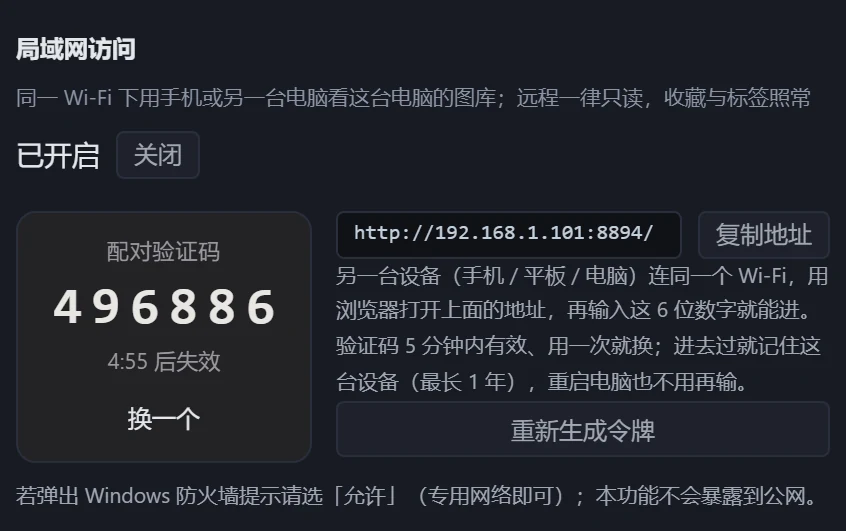 局域网访问
同一 Wi-Fi 下用手机或另一台电脑看这台电脑的图库；远程一律只读，收藏与标签照常
已开启 关闭
配对验证码
496886
4:55 后失效
换一个
http://192.168.1.101:8894/ 复制地址
另一台设备（手机 / 平板 / 电脑）连同一个 Wi-Fi，用
浏览器打开上面的地址，再输入这 6 位数字就能进。
验证码 5 分钟内有效、用一次就换；进去过就记住这
台设备（最长 1 年），重启电脑也不用再输。
重新生成令牌
若弹出 Windows 防火墙提示请选「允许」（专用网络即可）；本功能不会暴露到公网。